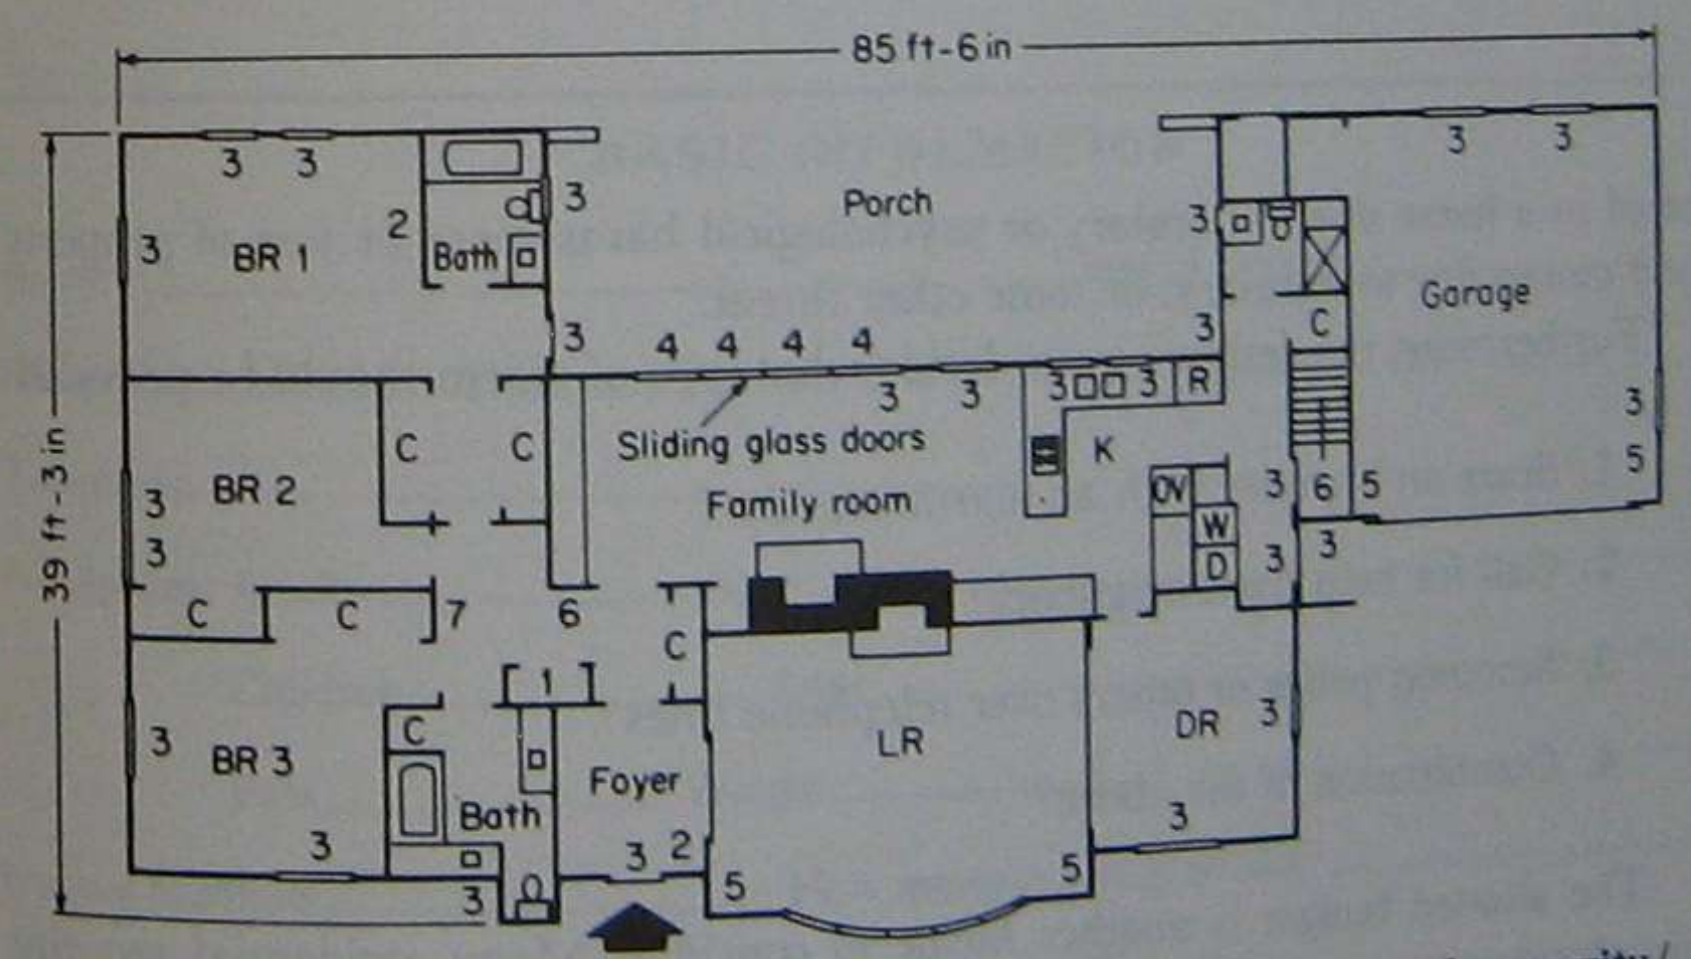 85 ft-6 in
39 ft-3 in
3 3 3 3
3 2 3 Porch 3
BR 1 Bath Garage
C
3 4 4 4 4 3
3 3 3 3 R 3
C C Sliding glass doors K
BR 2 Family room OV 3 6 5 5
3 W
3 D 3 3
C C 7 6 C
1
3 BR 3 C LR DR 3
Foyer
Bath
3 3 2 3
3 5 5